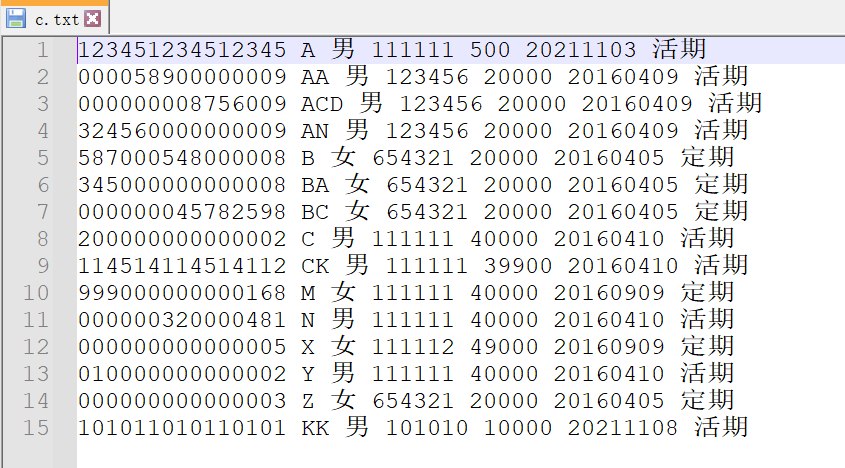 c.txt
1 123451234512345 A 男 111111 500 20211103 活期
2 000058900000009 AA 男 123456 20000 20160409 活期
3 000000008756009 ACD 男 123456 20000 20160409 活期
4 324560000000009 AN 男 123456 20000 20160409 活期
5 587000548000008 B 女 654321 20000 20160405 定期
6 345000000000008 BA 女 654321 20000 20160405 定期
7 000000045782598 BC 女 654321 20000 20160405 定期
8 200000000000002 C 男 111111 40000 20160410 活期
9 114514114514112 CK 男 111111 39900 20160410 活期
10 999000000000168 M 女 111111 40000 20160909 定期
11 000000320000481 N 男 111111 40000 20160410 活期
12 000000000000005 X 女 111112 49000 20160909 定期
13 010000000000002 Y 男 111111 40000 20160410 活期
14 000000000000003 Z 女 654321 20000 20160405 定期
15 101011010110101 KK 男 101010 10000 20211108 活期